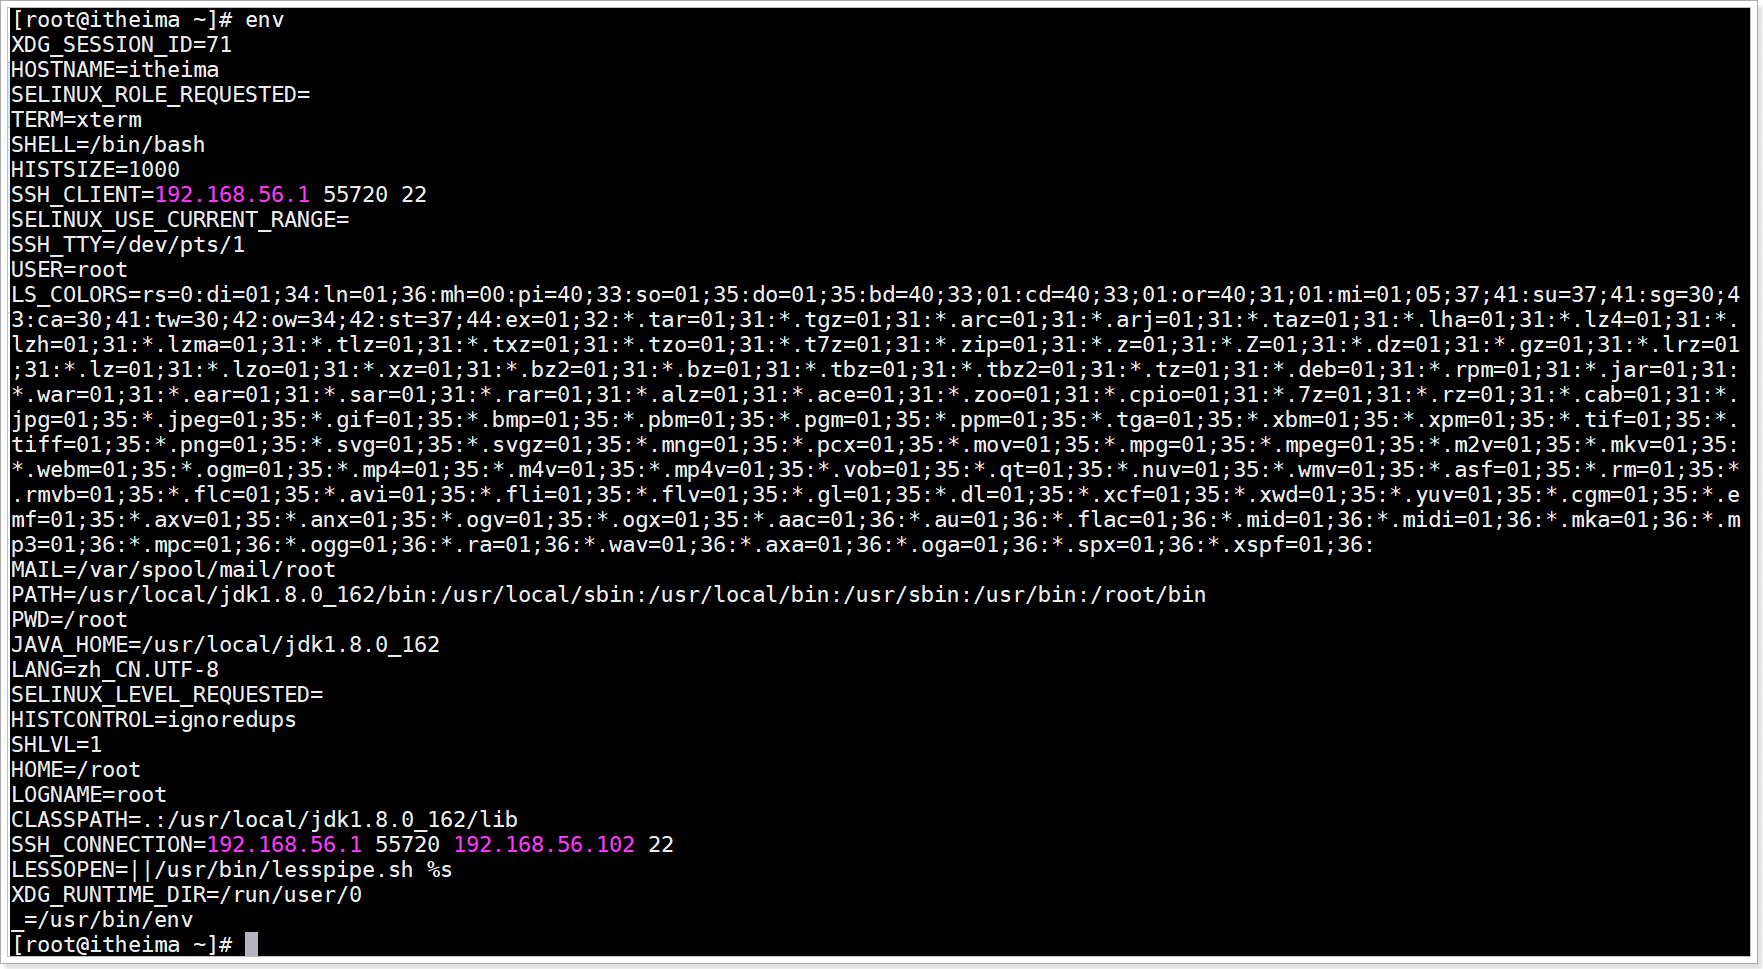 [root@itheima ~]# env
XDG_SESSION_ID=71
HOSTNAME=itheima
SELINUX_ROLE_REQUESTED=
TERM=xterm
SHELL=/bin/bash
HISTSIZE=1000
SSH_CLIENT=192.168.56.1 55720 22
SELINUX_USE_CURRENT_RANGE=
SSH_TTY=/dev/pts/1
USER=root
LS_COLORS=rs=0:di=01;34:ln=01;36:mh=00:pi=40;33:so=01;35:do=01;35:bd=40;33;01:cd=40;33;01:or=40;31;01:mi=01;05;37;41:su=37;41:sg=30;4
3:ca=30;41:tw=30;42:ow=34;42:st=37;44:ex=01;32:*.tar=01;31:*.tgz=01;31:*.arc=01;31:*.arj=01;31:*.taz=01;31:*.lha=01;31:*.lz4=01;31:*.
lzh=01;31:*.lzma=01;31:*.tlz=01;31:*.txz=01;31:*.tzo=01;31:*.t7z=01;31:*.zip=01;31:*.z=01;31:*.Z=01;31:*.dz=01;31:*.gz=01;31:*.lrz=01
;31:*.lz=01;31:*.lzo=01;31:*.xz=01;31:*.bz2=01;31:*.bz=01;31:*.tbz=01;31:*.tbz2=01;31:*.tz=01;31:*.deb=01;31:*.rpm=01;31:*.jar=01;31:
*.war=01;31:*.ear=01;31:*.sar=01;31:*.rar=01;31:*.alz=01;31:*.ace=01;31:*.zoo=01;31:*.cpio=01;31:*.7z=01;31:*.rz=01;31:*.cab=01;31:*.
jpg=01;35:*.jpeg=01;35:*.gif=01;35:*.bmp=01;35:*.pbm=01;35:*.pgm=01;35:*.ppm=01;35:*.tga=01;35:*.xbm=01;35:*.xpm=01;35:*.tif=01;35:*.
tiff=01;35:*.png=01;35:*.svg=01;35:*.svgz=01;35:*.mng=01;35:*.pcx=01;35:*.mov=01;35:*.mpg=01;35:*.mpeg=01;35:*.m2v=01;35:*.mkv=01;35:
*.webm=01;35:*.ogm=01;35:*.mp4=01;35:*.m4v=01;35:*.mp4v=01;35:*.vob=01;35:*.qt=01;35:*.nuv=01;35:*.wmv=01;35:*.asf=01;35:*.rm=01;35:*
.rmvb=01;35:*.flc=01;35:*.avi=01;35:*.fli=01;35:*.flv=01;35:*.gl=01;35:*.dl=01;35:*.xcf=01;35:*.xwd=01;35:*.yuv=01;35:*.cgm=01;35:*.e
mf=01;35:*.axv=01;35:*.anx=01;35:*.ogv=01;35:*.ogx=01;35:*.aac=01;36:*.au=01;36:*.flac=01;36:*.mid=01;36:*.midi=01;36:*.mka=01;36:*.m
p3=01;36:*.mpc=01;36:*.ogg=01;36:*.ra=01;36:*.wav=01;36:*.axa=01;36:*.oga=01;36:*.spx=01;36:*.xspf=01;36:
MAIL=/var/spool/mail/root
PATH=/usr/local/jdk1.8.0_162/bin:/usr/local/sbin:/usr/local/bin:/usr/sbin:/usr/bin:/root/bin
PWD=/root
JAVA_HOME=/usr/local/jdk1.8.0_162
LANG=zh_CN.UTF-8
SELINUX_LEVEL_REQUESTED=
HISTCONTROL=ignoredups
SHLVL=1
HOME=/root
LOGNAME=root
CLASSPATH=.:/usr/local/jdk1.8.0_162/lib
SSH_CONNECTION=192.168.56.1 55720 192.168.56.102 22
LESSOPEN=||/usr/bin/lesspipe.sh %s
XDG_RUNTIME_DIR=/run/user/0
_=/usr/bin/env
[root@itheima ~]#